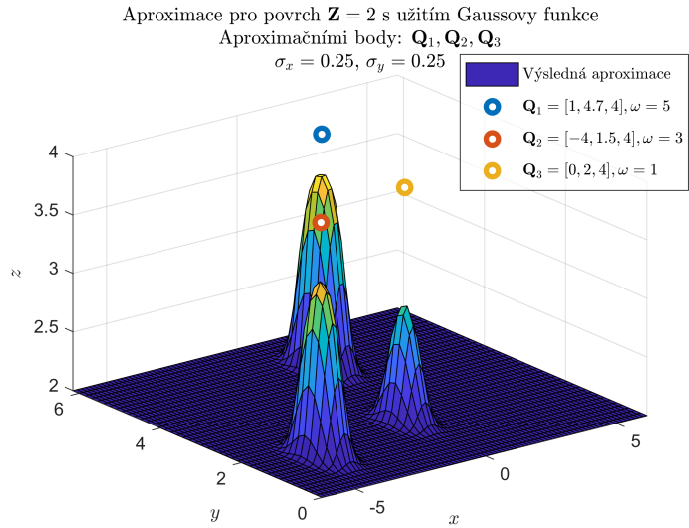 Aproximace pro povrch Z = 2 s užitím Gaussovy funkce
Aproximačními body: Q₁, Q₂, Q₃
σₓ = 0.25, σᵧ = 0.25
Výsledná aproximace
Q₁ = [1, 4.7, 4], ω = 5
Q₂ = [−4, 1.5, 4], ω = 3
Q₃ = [0, 2, 4], ω = 1
4
3.5
3
2.5
2
z
6
4
2
0
y
-5
0
5
x